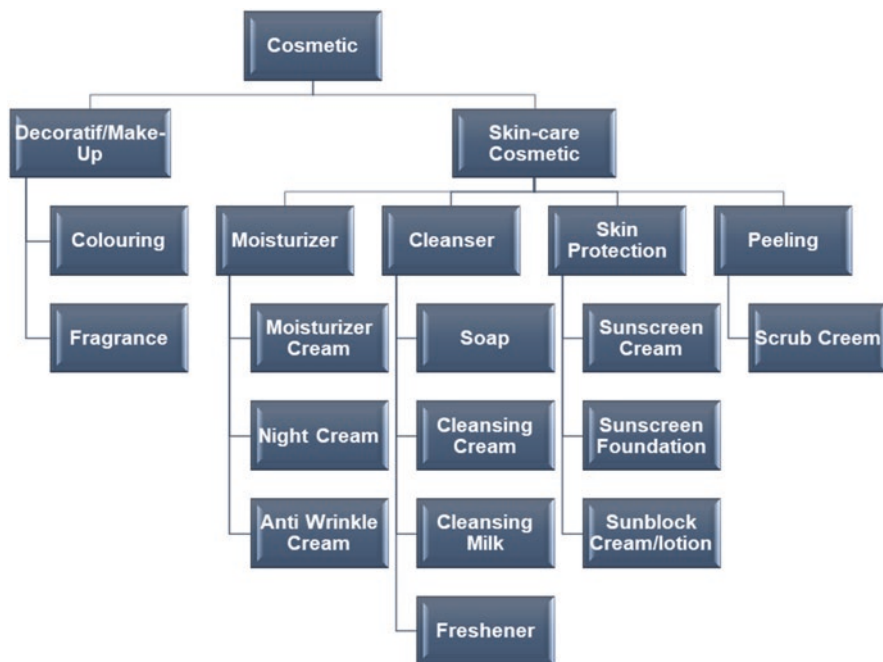 Cosmetic
Decoratif/Make-
Up
Skin-care
Cosmetic
Colouring
Fragrance
Moisturizer
Moisturizer
Cream
Night Cream
Anti Wrinkle
Cream
Cleanser
Soap
Cleansing
Cream
Cleansing
Milk
Freshener
Skin
Protection
Sunscreen
Cream
Sunscreen
Foundation
Sunblock
Cream/lotion
Peeling
Scrub Creem